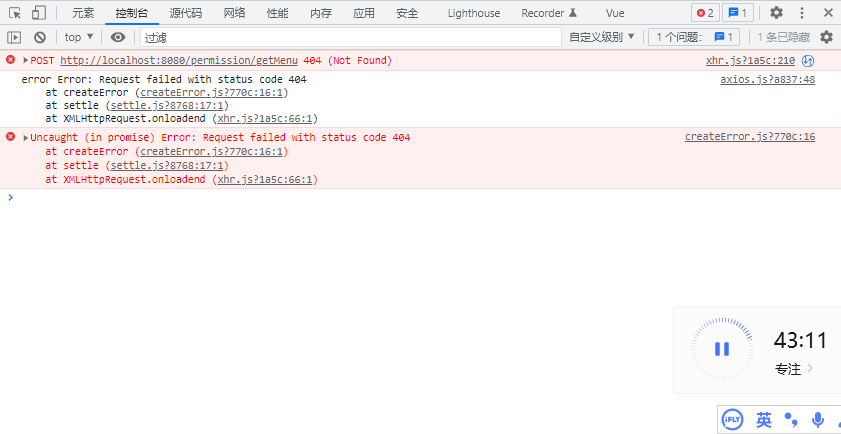 元素 控制台 源代码 网络 性能 内存 应用 安全 Lighthouse Recorder Vue 2 1
top 过滤 自定义级别 1 个问题: 1 1 条已隐藏
POST http://localhost:8080/permission/getMenu 404 (Not Found) xhr.js?1a5c:210
error Error: Request failed with status code 404 axios.js?a837:48
at createError (createError.js?770c:16:1)
at settle (settle.js?8768:17:1)
at XMLHttpRequest.onloadend (xhr.js?1a5c:66:1)
Uncaught (in promise) Error: Request failed with status code 404 createError.js?770c:16
at createError (createError.js?770c:16:1)
at settle (settle.js?8768:17:1)
at XMLHttpRequest.onloadend (xhr.js?1a5c:66:1)
43:11
专注
iFLY 英